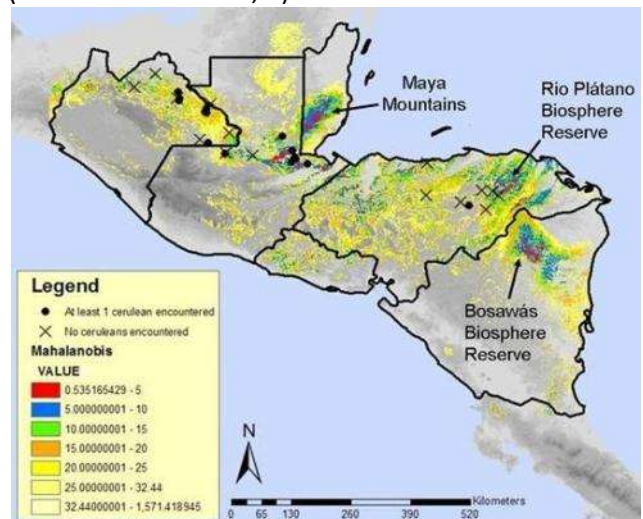 Maya
Mountains
Rio Plátano
Biosphere
Reserve
Bosawás
Biosphere
Reserve
Legend
At least 1 cerulean encountered
No ceruleans encountered
Mahalanobis
VALUE
0.535165429 - 5
5.000000001 - 10
10.00000001 - 15
15.00000001 - 20
20.00000001 - 25
25.00000001 - 32.44
32.44000001 - 1,571.418945
N
Kilometers
0 65 130 260 390 520